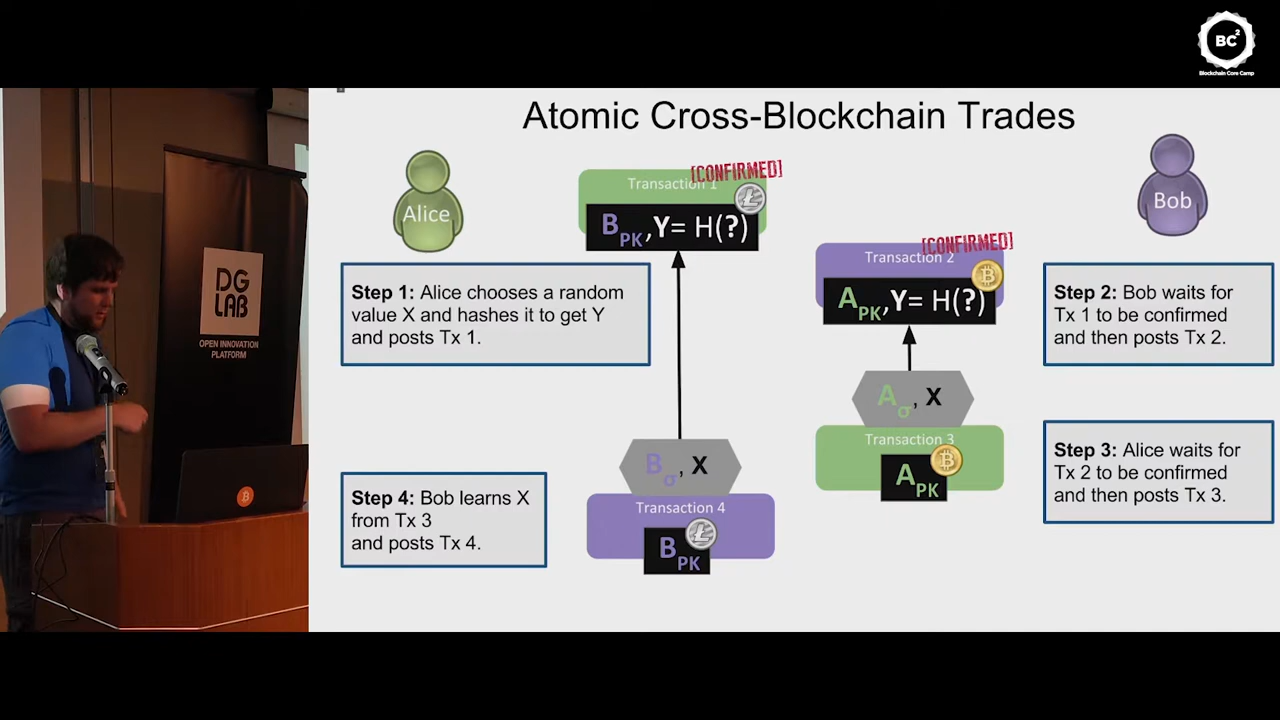 BC²
Blockchain Core Camp
Atomic Cross-Blockchain Trades
Alice
Bob
[CONFIRMED]
Transaction 1
B PK, Y= H(?)
[CONFIRMED]
Transaction 2
A PK, Y= H(?)
Step 1: Alice chooses a random
value X and hashes it to get Y
and posts Tx 1.
Step 2: Bob waits for
Tx 1 to be confirmed
and then posts Tx 2.
Aσ, X
Transaction 3
A PK
Step 3: Alice waits for
Tx 2 to be confirmed
and then posts Tx 3.
Bσ, X
Transaction 4
B PK
Step 4: Bob learns X
from Tx 3
and posts Tx 4.
DG
LAB
OPEN INNOVATION
PLATFORM